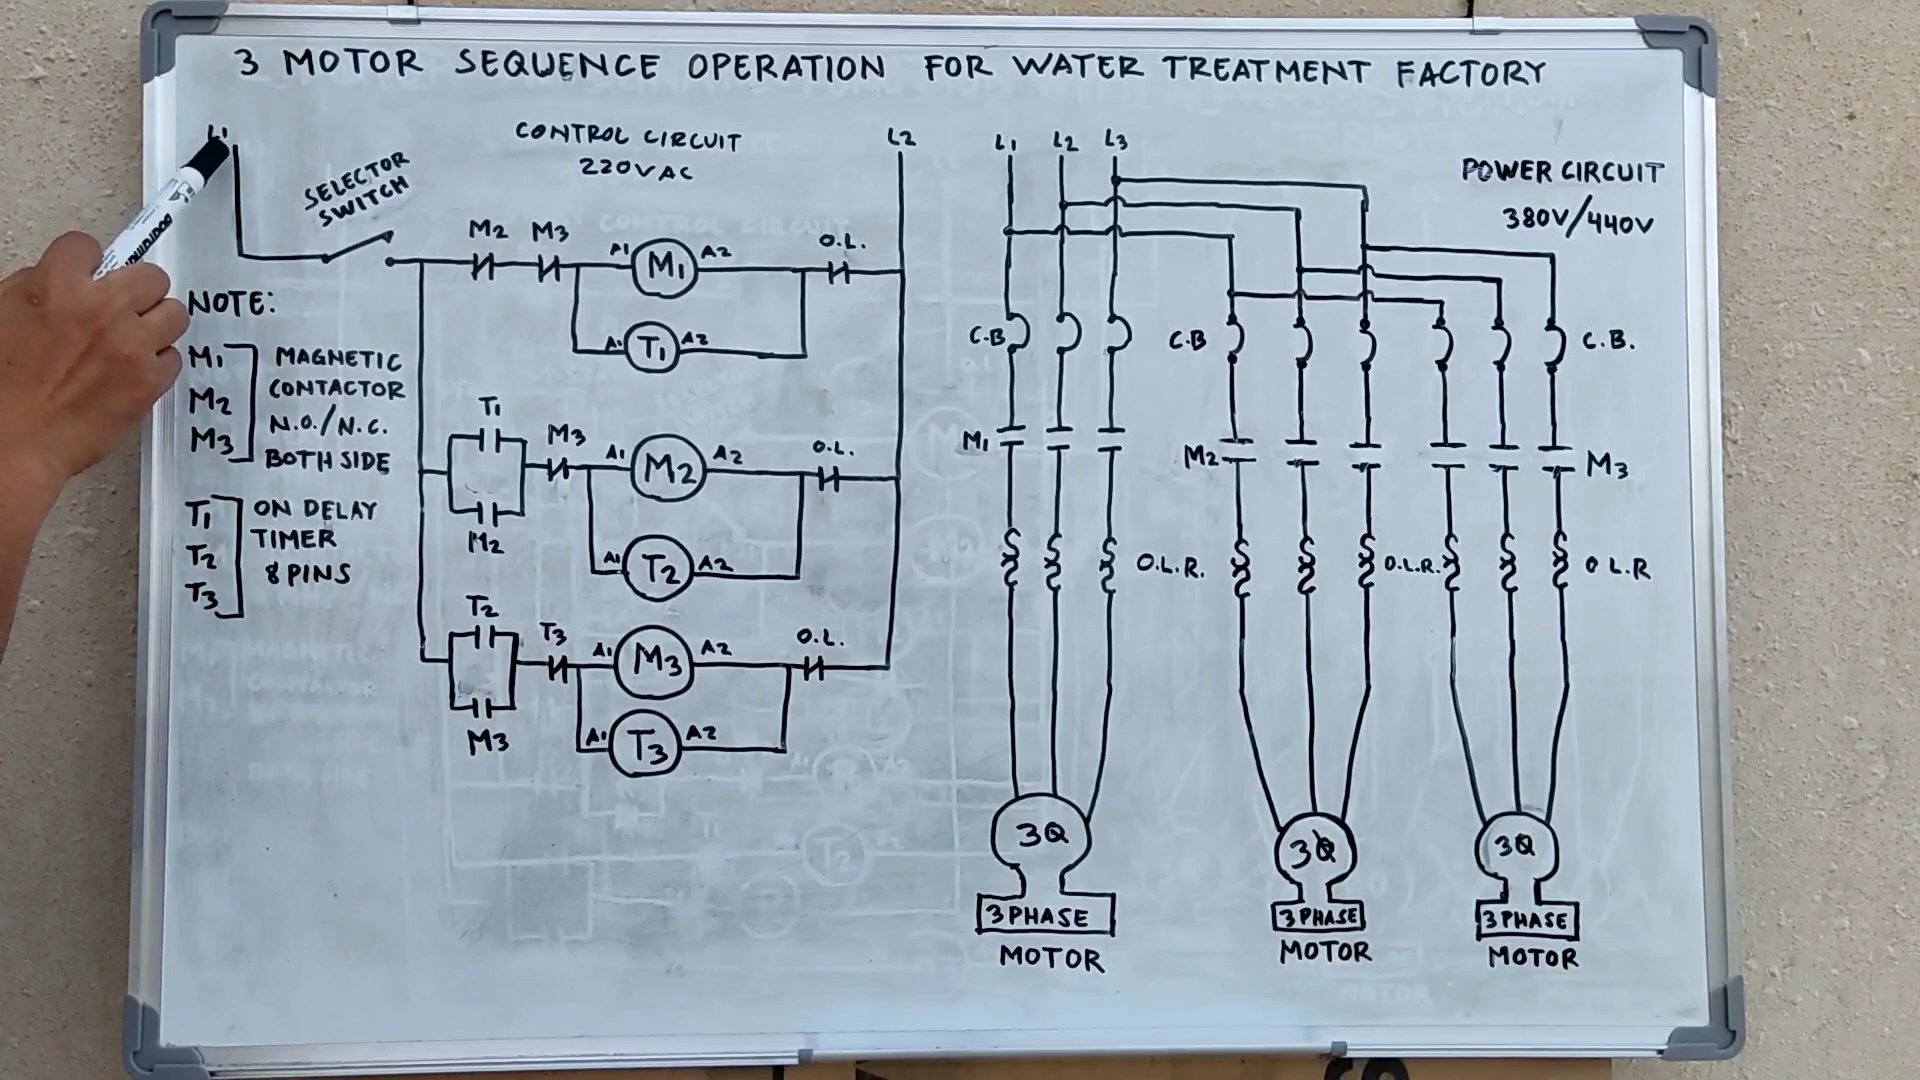 3 MOTOR SEQUENCE OPERATION FOR WATER TREATMENT FACTORY
L1
CONTROL CIRCUIT
220VAC
L2
SELECTOR
SWITCH
M2 M3 A1 M1 A2 O.L.
A1 T1 A2
NOTE:
M1
M2
M3
MAGNETIC
CONTACTOR
N.O./N.C.
BOTH SIDE
T1
T2
T3
ON DELAY
TIMER
8 PINS
T1 M3 A1 M2 A2 O.L.
M2
A1 T2 A2
T2 T3 A1 M3 A2 O.L.
M3
A1 T3 A2
L1 L2 L3
POWER CIRCUIT
380V/440V
C.B C.B C.B.
M1 M2 M3
O.L.R. O.L.R. O L.R
3Q 3Q 3Q
3 PHASE 3 PHASE 3 PHASE
MOTOR MOTOR MOTOR